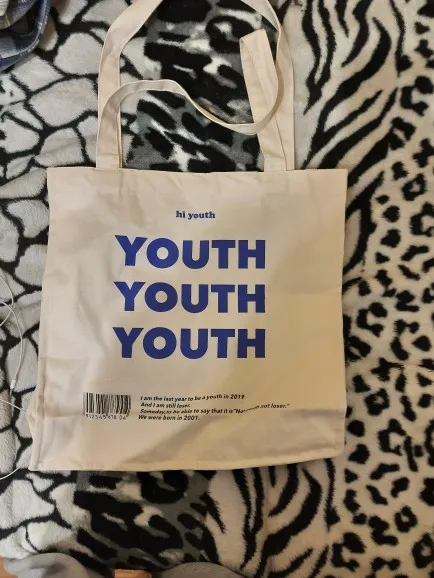 hi youth
YOUTH
YOUTH
YOUTH
I am the last year to be a youth in 2019
And I am still loser.
Someday, to be able to say that it is "Not loser."
We were born in 2001.